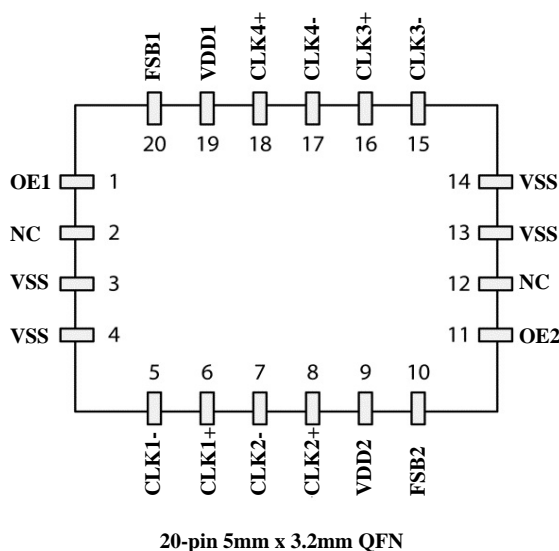 FSB1
VDD1
CLK4+
CLK4-
CLK3+
CLK3-
20 19 18 17 16 15
OE1 1 14 VSS
NC 2 13 VSS
VSS 3 12 NC
VSS 4 11 OE2
5 6 7 8 9 10
CLK1-
CLK1+
CLK2-
CLK2+
VDD2
FSB2
20-pin 5mm x 3.2mm QFN